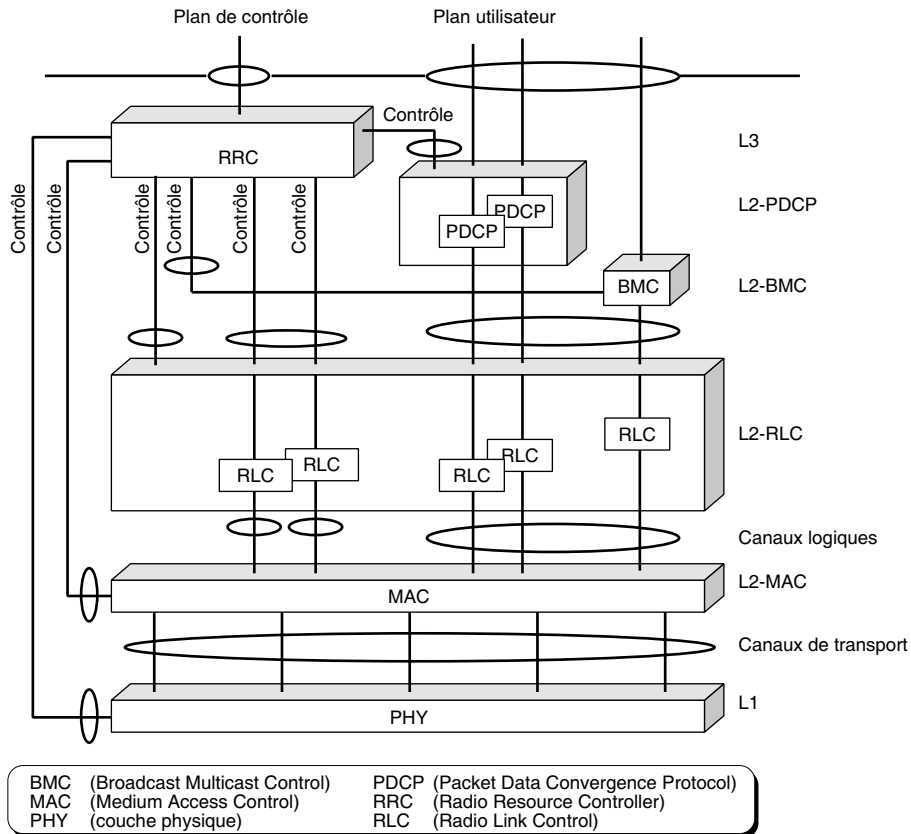 Plan de contrôle
Plan utilisateur
Contrôle
L3
RRC
Contrôle
Contrôle
Contrôle
Contrôle
Contrôle
Contrôle
PDCP
PDCP
L2-PDCP
BMC
L2-BMC
RLC
RLC
RLC
RLC
RLC
L2-RLC
Canaux logiques
L2-MAC
MAC
Canaux de transport
L1
PHY
BMC (Broadcast Multicast Control)
MAC (Medium Access Control)
PHY (couche physique)
PDCP (Packet Data Convergence Protocol)
RRC (Radio Resource Controller)
RLC (Radio Link Control)